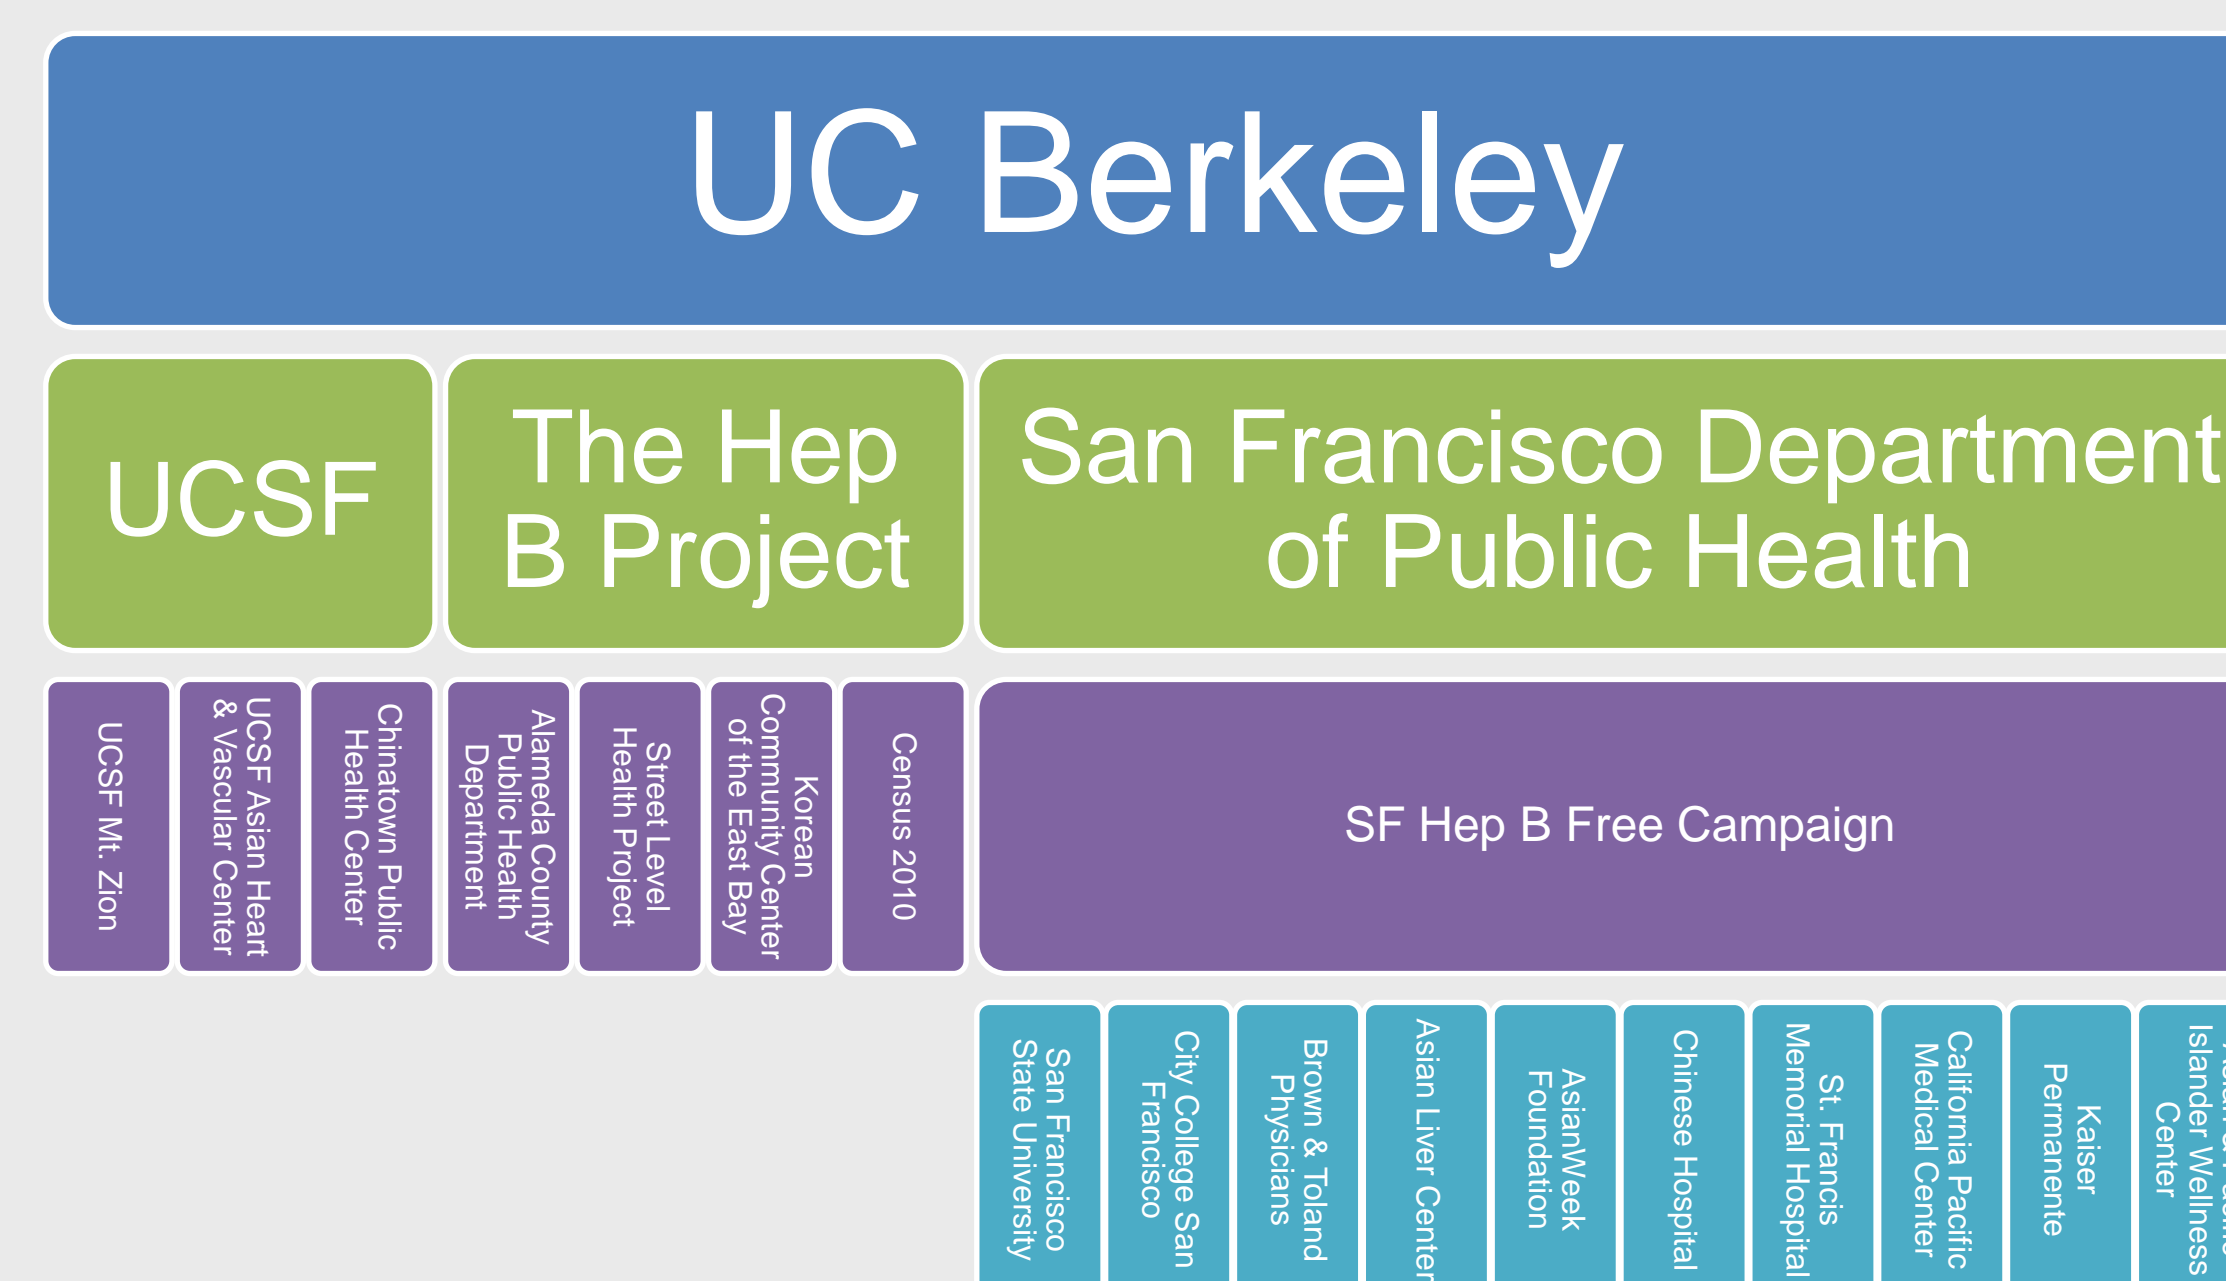 UC Berkeley
UCSF
The Hep
B Project
San Francisco Department
of Public Health
UCSF Mt. Zion
UCSF Asian Heart
& Vascular Center
Chinatown Public
Health Center
Alameda County
Public Health
Department
Street Level
Health Project
Korean
Community Center
of the East Bay
Census 2010
SF Hep B Free Campaign
San Francisco
State University
City College San
Francisco
Brown & Toland
Physicians
Asian Liver Center
AsianWeek
Foundation
Chinese Hospital
St. Francis
Memorial Hospital
California Pacific
Medical Center
Kaiser
Permanente
Islander Wellness
Center